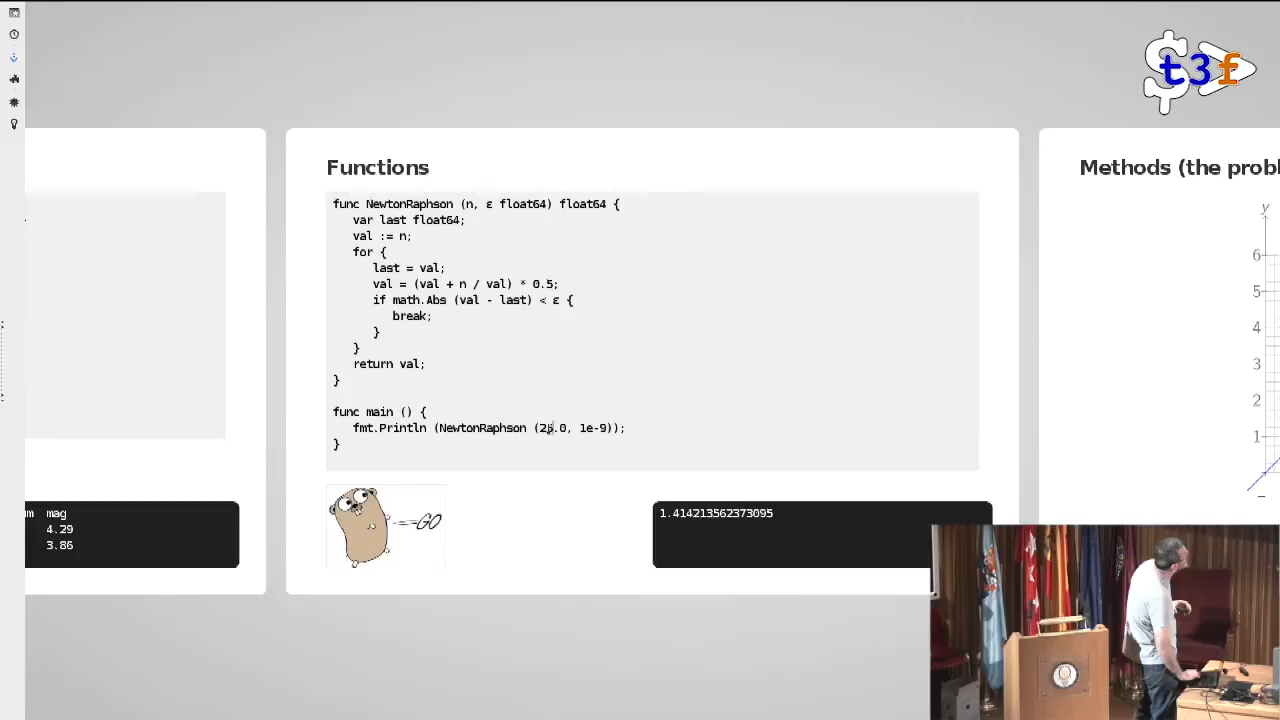 $t3f
Functions
func NewtonRaphson (n, ε float64) float64 {
var last float64;
val := n;
for {
last = val;
val = (val + n / val) * 0.5;
if math.Abs (val - last) < ε {
break;
}
}
return val;
}
func main () {
fmt.Println (NewtonRaphson (25.0, 1e-9));
}
GO
1.414213562373095
mag
4.29
3.86
Methods (the
y
6
5
4
3
2
1